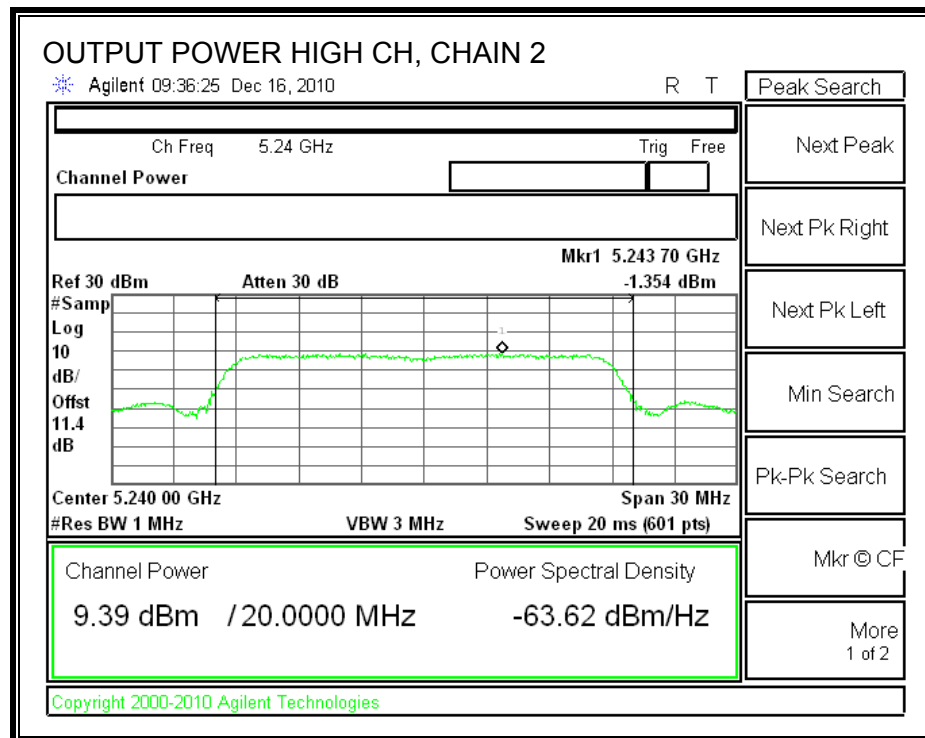 OUTPUT POWER HIGH CH, CHAIN 2
Agilent 09:36:25 Dec 16, 2010 R T
Peak Search
Ch Freq 5.24 GHz Trig Free
Channel Power
Mkr1 5.243 70 GHz
Ref 30 dBm Atten 30 dB -1.354 dBm
#Samp
Log
10
dB/
Offst
11.4
dB
1
Center 5.240 00 GHz Span 30 MHz
#Res BW 1 MHz VBW 3 MHz Sweep 20 ms (601 pts)
Channel Power Power Spectral Density
9.39 dBm / 20.0000 MHz -63.62 dBm/Hz
Next Peak
Next Pk Right
Next Pk Left
Min Search
Pk-Pk Search
Mkr © CF
More
1 of 2
Copyright 2000-2010 Agilent Technologies